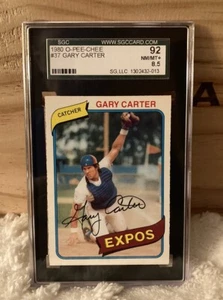 SGC
WWW.SGCCARD.COM
1980 O-PEE-CHEE
#37 GARY CARTER
92
NM/MT+
8.5
SG, LLC 1302432-013
GARY CARTER
CATCHER
Gary Carter
EXPOS